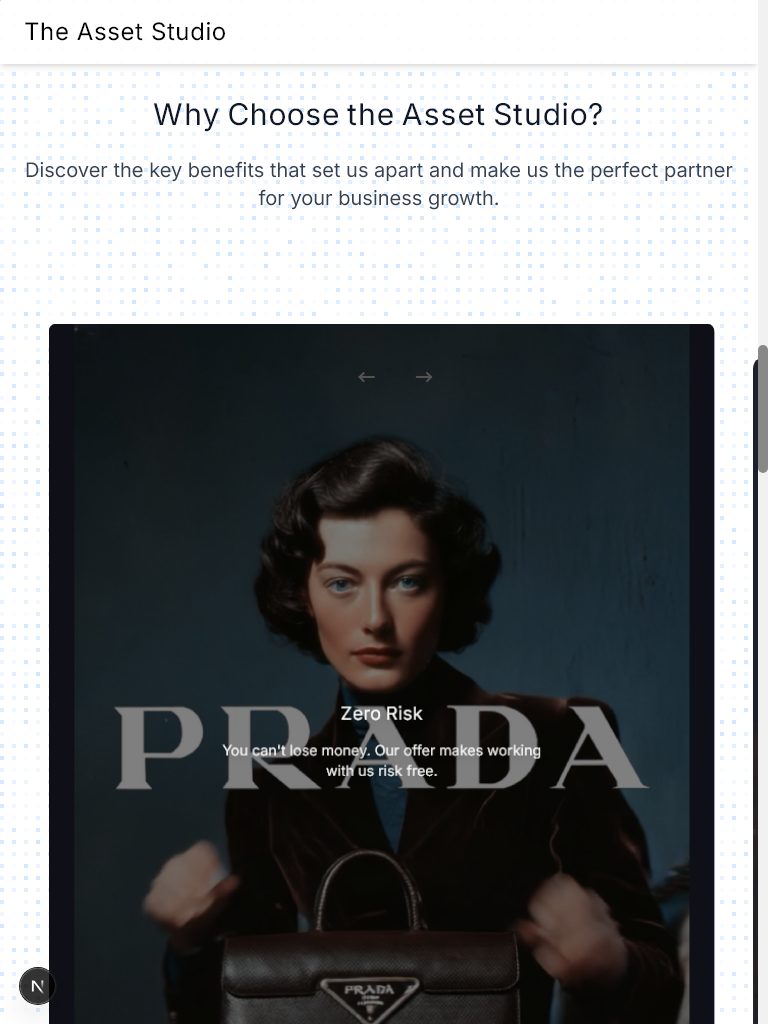 The Asset Studio
Why Choose the Asset Studio?
Discover the key benefits that set us apart and make us the perfect partner
for your business growth.
Zero Risk
PRADA
You can't lose money. Our offer makes working
with us risk free.
PRADA
N